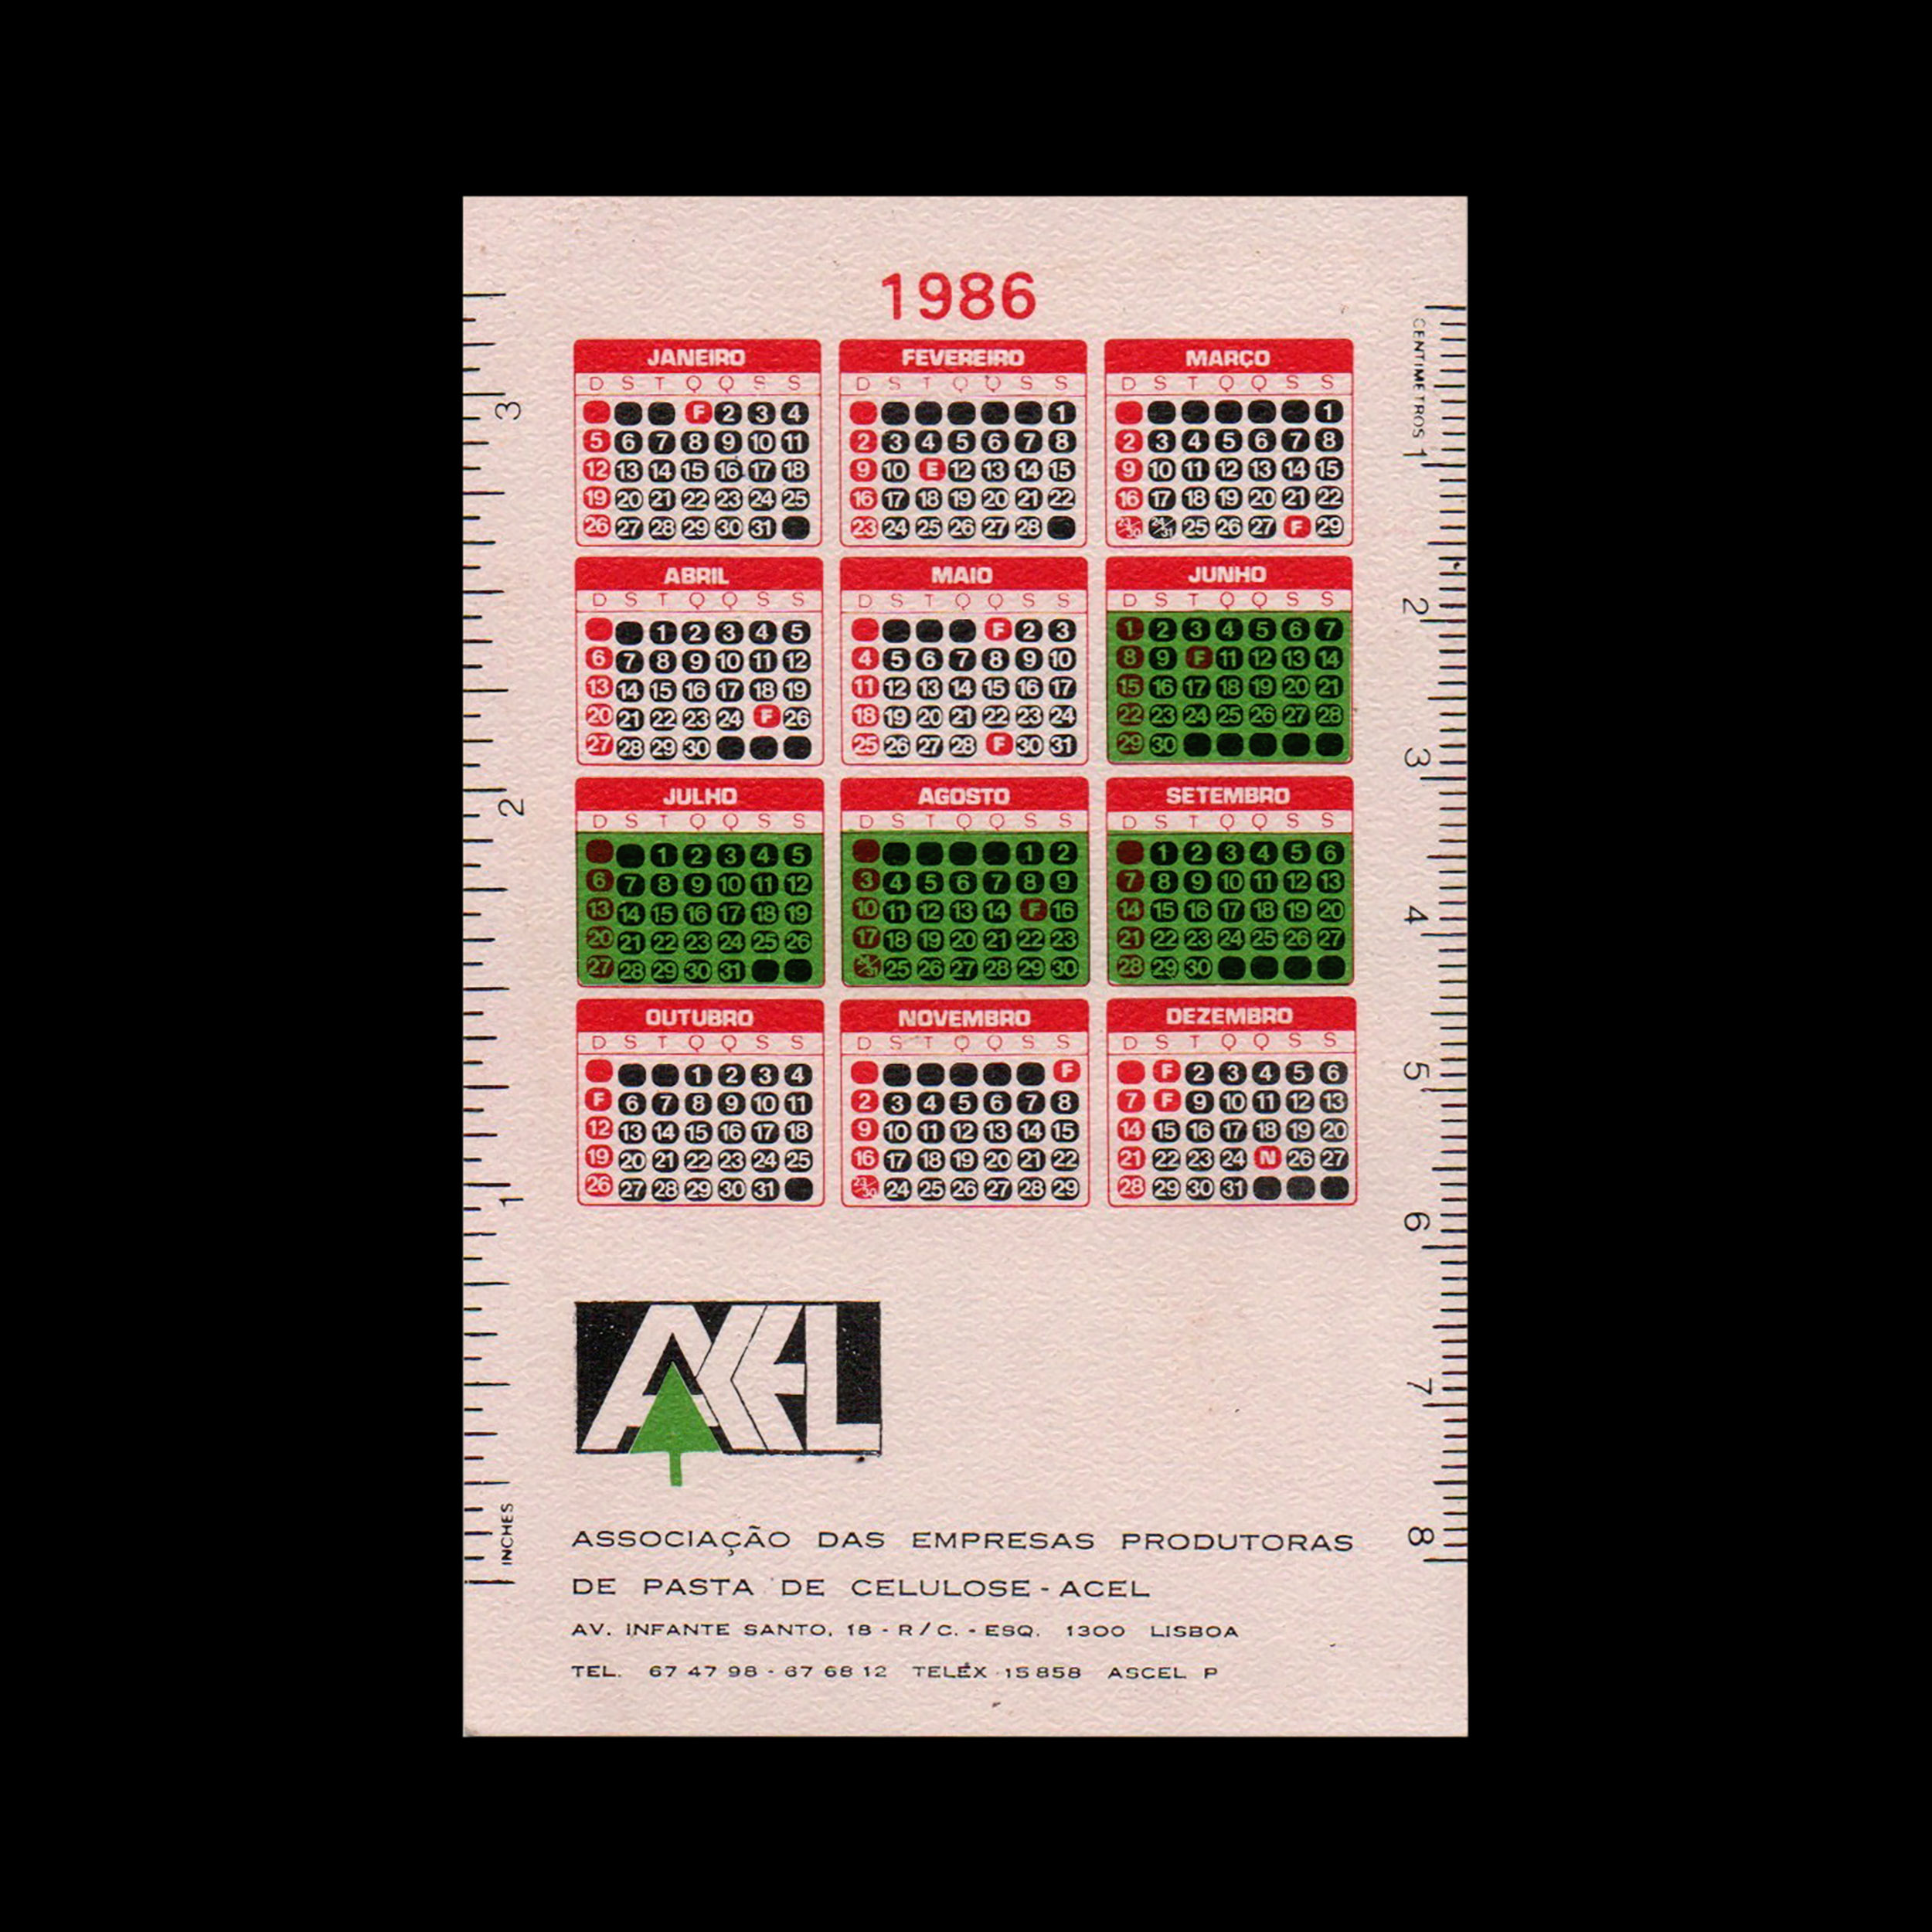 1986
JANEIRO
D S T Q Q S S
F 2 3 4
5 6 7 8 9 10 11
12 13 14 15 16 17 18
19 20 21 22 23 24 25
26 27 28 29 30 31
FEVEREIRO
D S T Q Q S S
1
2 3 4 5 6 7 8
9 10 E 12 13 14 15
16 17 18 19 20 21 22
23 24 25 26 27 28
MARÇO
D S T Q Q S S
1
2 3 4 5 6 7 8
9 10 11 12 13 14 15
16 17 18 19 20 21 22
23/30 24/31 25 26 27 F 29
ABRIL
D S T Q Q S S
1 2 3 4 5
6 7 8 9 10 11 12
13 14 15 16 17 18 19
20 21 22 23 24 F 26
27 28 29 30
MAIO
D S T Q Q S S
F 2 3
4 5 6 7 8 9 10
11 12 13 14 15 16 17
18 19 20 21 22 23 24
25 26 27 28 F 30 31
JUNHO
D S T Q Q S S
1 2 3 4 5 6 7
8 9 F 11 12 13 14
15 16 17 18 19 20 21
22 23 24 25 26 27 28
29 30
JULHO
D S T Q Q S S
1 2 3 4 5
6 7 8 9 10 11 12
13 14 15 16 17 18 19
20 21 22 23 24 25 26
27 28 29 30 31
AGOSTO
D S T Q Q S S
1 2
3 4 5 6 7 8 9
10 11 12 13 14 F 16
17 18 19 20 21 22 23
24/31 25 26 27 28 29 30
SETEMBRO
D S T Q Q S S
1 2 3 4 5 6
7 8 9 10 11 12 13
14 15 16 17 18 19 20
21 22 23 24 25 26 27
28 29 30
OUTUBRO
D S T Q Q S S
1 2 3 4
F 6 7 8 9 10 11
12 13 14 15 16 17 18
19 20 21 22 23 24 25
26 27 28 29 30 31
NOVEMBRO
D S T Q Q S S
F
2 3 4 5 6 7 8
9 10 11 12 13 14 15
16 17 18 19 20 21 22
23/30 24 25 26 27 28 29
DEZEMBRO
D S T Q Q S S
F 2 3 4 5 6
7 F 9 10 11 12 13
14 15 16 17 18 19 20
21 22 23 24 N 26 27
28 29 30 31
INCHES 1 2 3
CENTIMETROS 1 2 3 4 5 6 7 8
ACEL
ASSOCIAÇÃO DAS EMPRESAS PRODUTORAS
DE PASTA DE CELULOSE - ACEL
AV. INFANTE SANTO, 18 - R/C. - ESQ. 1300 LISBOA
TEL. 67 47 98 - 67 68 12 TELÉX 15858 ASCEL P